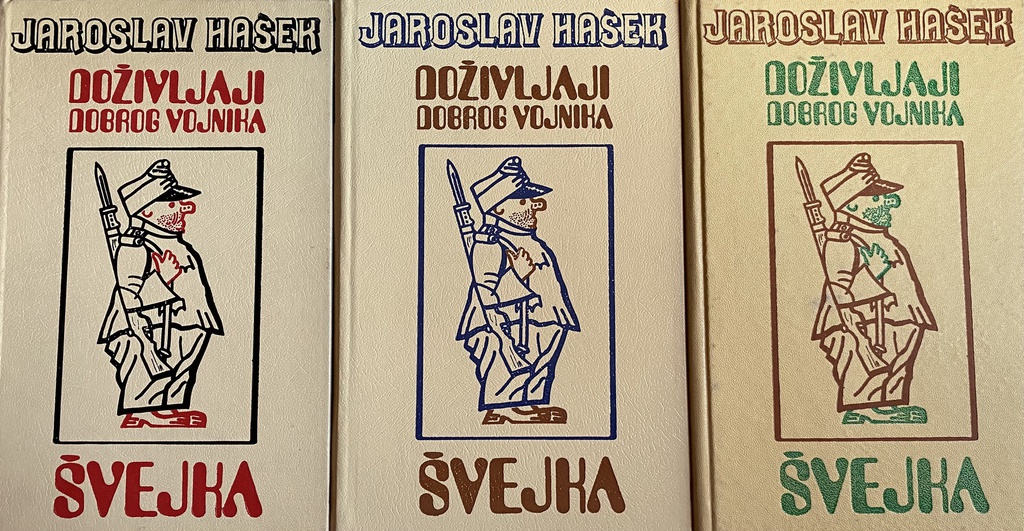 JAROSLAV HAŠEK
DOŽIVLJAJI
DOBROG VOJNIKA
ŠVEJKA
JAROSLAV HAŠEK
DOŽIVLJAJI
DOBROG VOJNIKA
ŠVEJKA
JAROSLAV HAŠEK
DOŽIVLJAJI
DOBROG VOJNIKA
ŠVEJKA